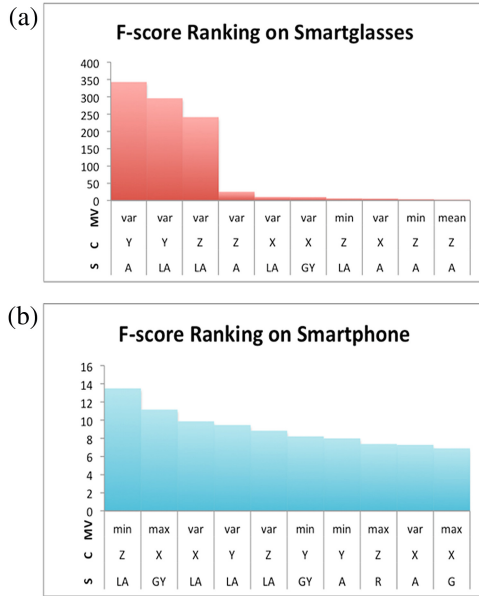 (a)
F-score Ranking on Smartglasses
400
350
300
250
200
150
100
50
0
MV var var var var var var min var min mean
C Y Y Z Z X X Z X Z Z
S A LA LA A LA GY LA A A A
(b)
F-score Ranking on Smartphone
16
14
12
10
8
6
4
2
0
MV min max var var var min min max var max
C Z X X Y Z Y Y Z X X
S LA GY LA LA LA GY A R A G